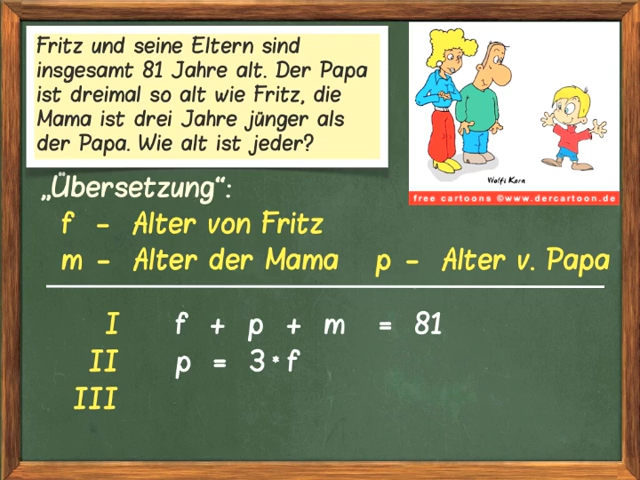 Fritz und seine Eltern sind
insgesamt 81 Jahre alt. Der Papa
ist dreimal so alt wie Fritz, die
Mama ist drei Jahre jünger als
der Papa. Wie alt ist jeder?
Wolfi Korn
free cartoons ©www.dercartoon.de
„Übersetzung“:
f - Alter von Fritz
m - Alter der Mama p - Alter v. Papa
I f + p + m = 81
II p = 3 * f
III